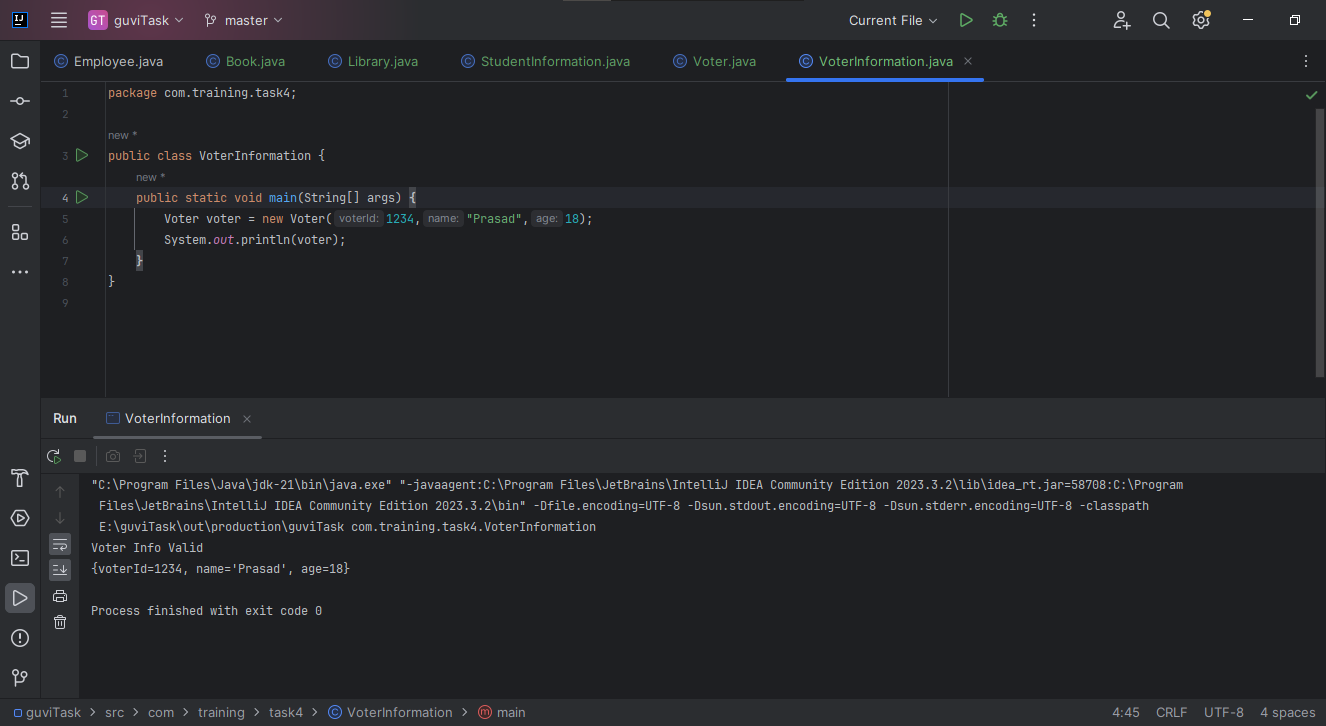 GT guviTask master Current File
Employee.java Book.java Library.java StudentInformation.java Voter.java VoterInformation.java
1 package com.training.task4;
2
new *
3 public class VoterInformation {
new *
4 public static void main(String[] args) {
5 Voter voter = new Voter( voterId: 1234, name: "Prasad", age: 18);
6 System.out.println(voter);
7 }
8 }
9
Run VoterInformation
"C:\Program Files\Java\jdk-21\bin\java.exe" "-javaagent:C:\Program Files\JetBrains\IntelliJ IDEA Community Edition 2023.3.2\lib\idea_rt.jar=58708:C:\Program
Files\JetBrains\IntelliJ IDEA Community Edition 2023.3.2\bin" -Dfile.encoding=UTF-8 -Dsun.stdout.encoding=UTF-8 -Dsun.stderr.encoding=UTF-8 -classpath
E:\guviTask\out\production\guviTask com.training.task4.VoterInformation
Voter Info Valid
{voterId=1234, name='Prasad', age=18}
Process finished with exit code 0
guviTask > src > com > training > task4 > VoterInformation > main 4:45 CRLF UTF-8 4 spaces